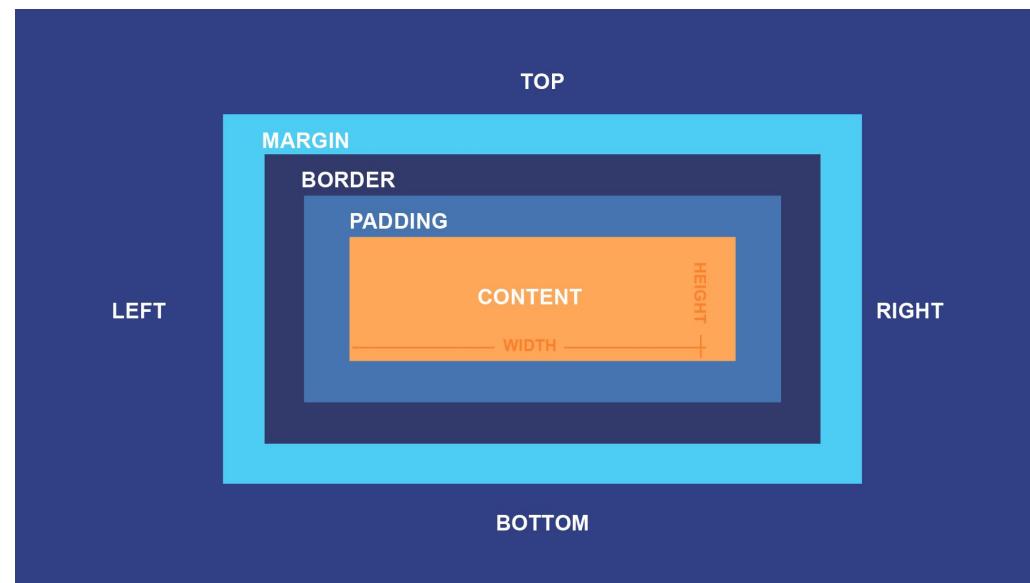 TOP
MARGIN
BORDER
PADDING
HEIGHT
CONTENT
LEFT
RIGHT
WIDTH
BOTTOM